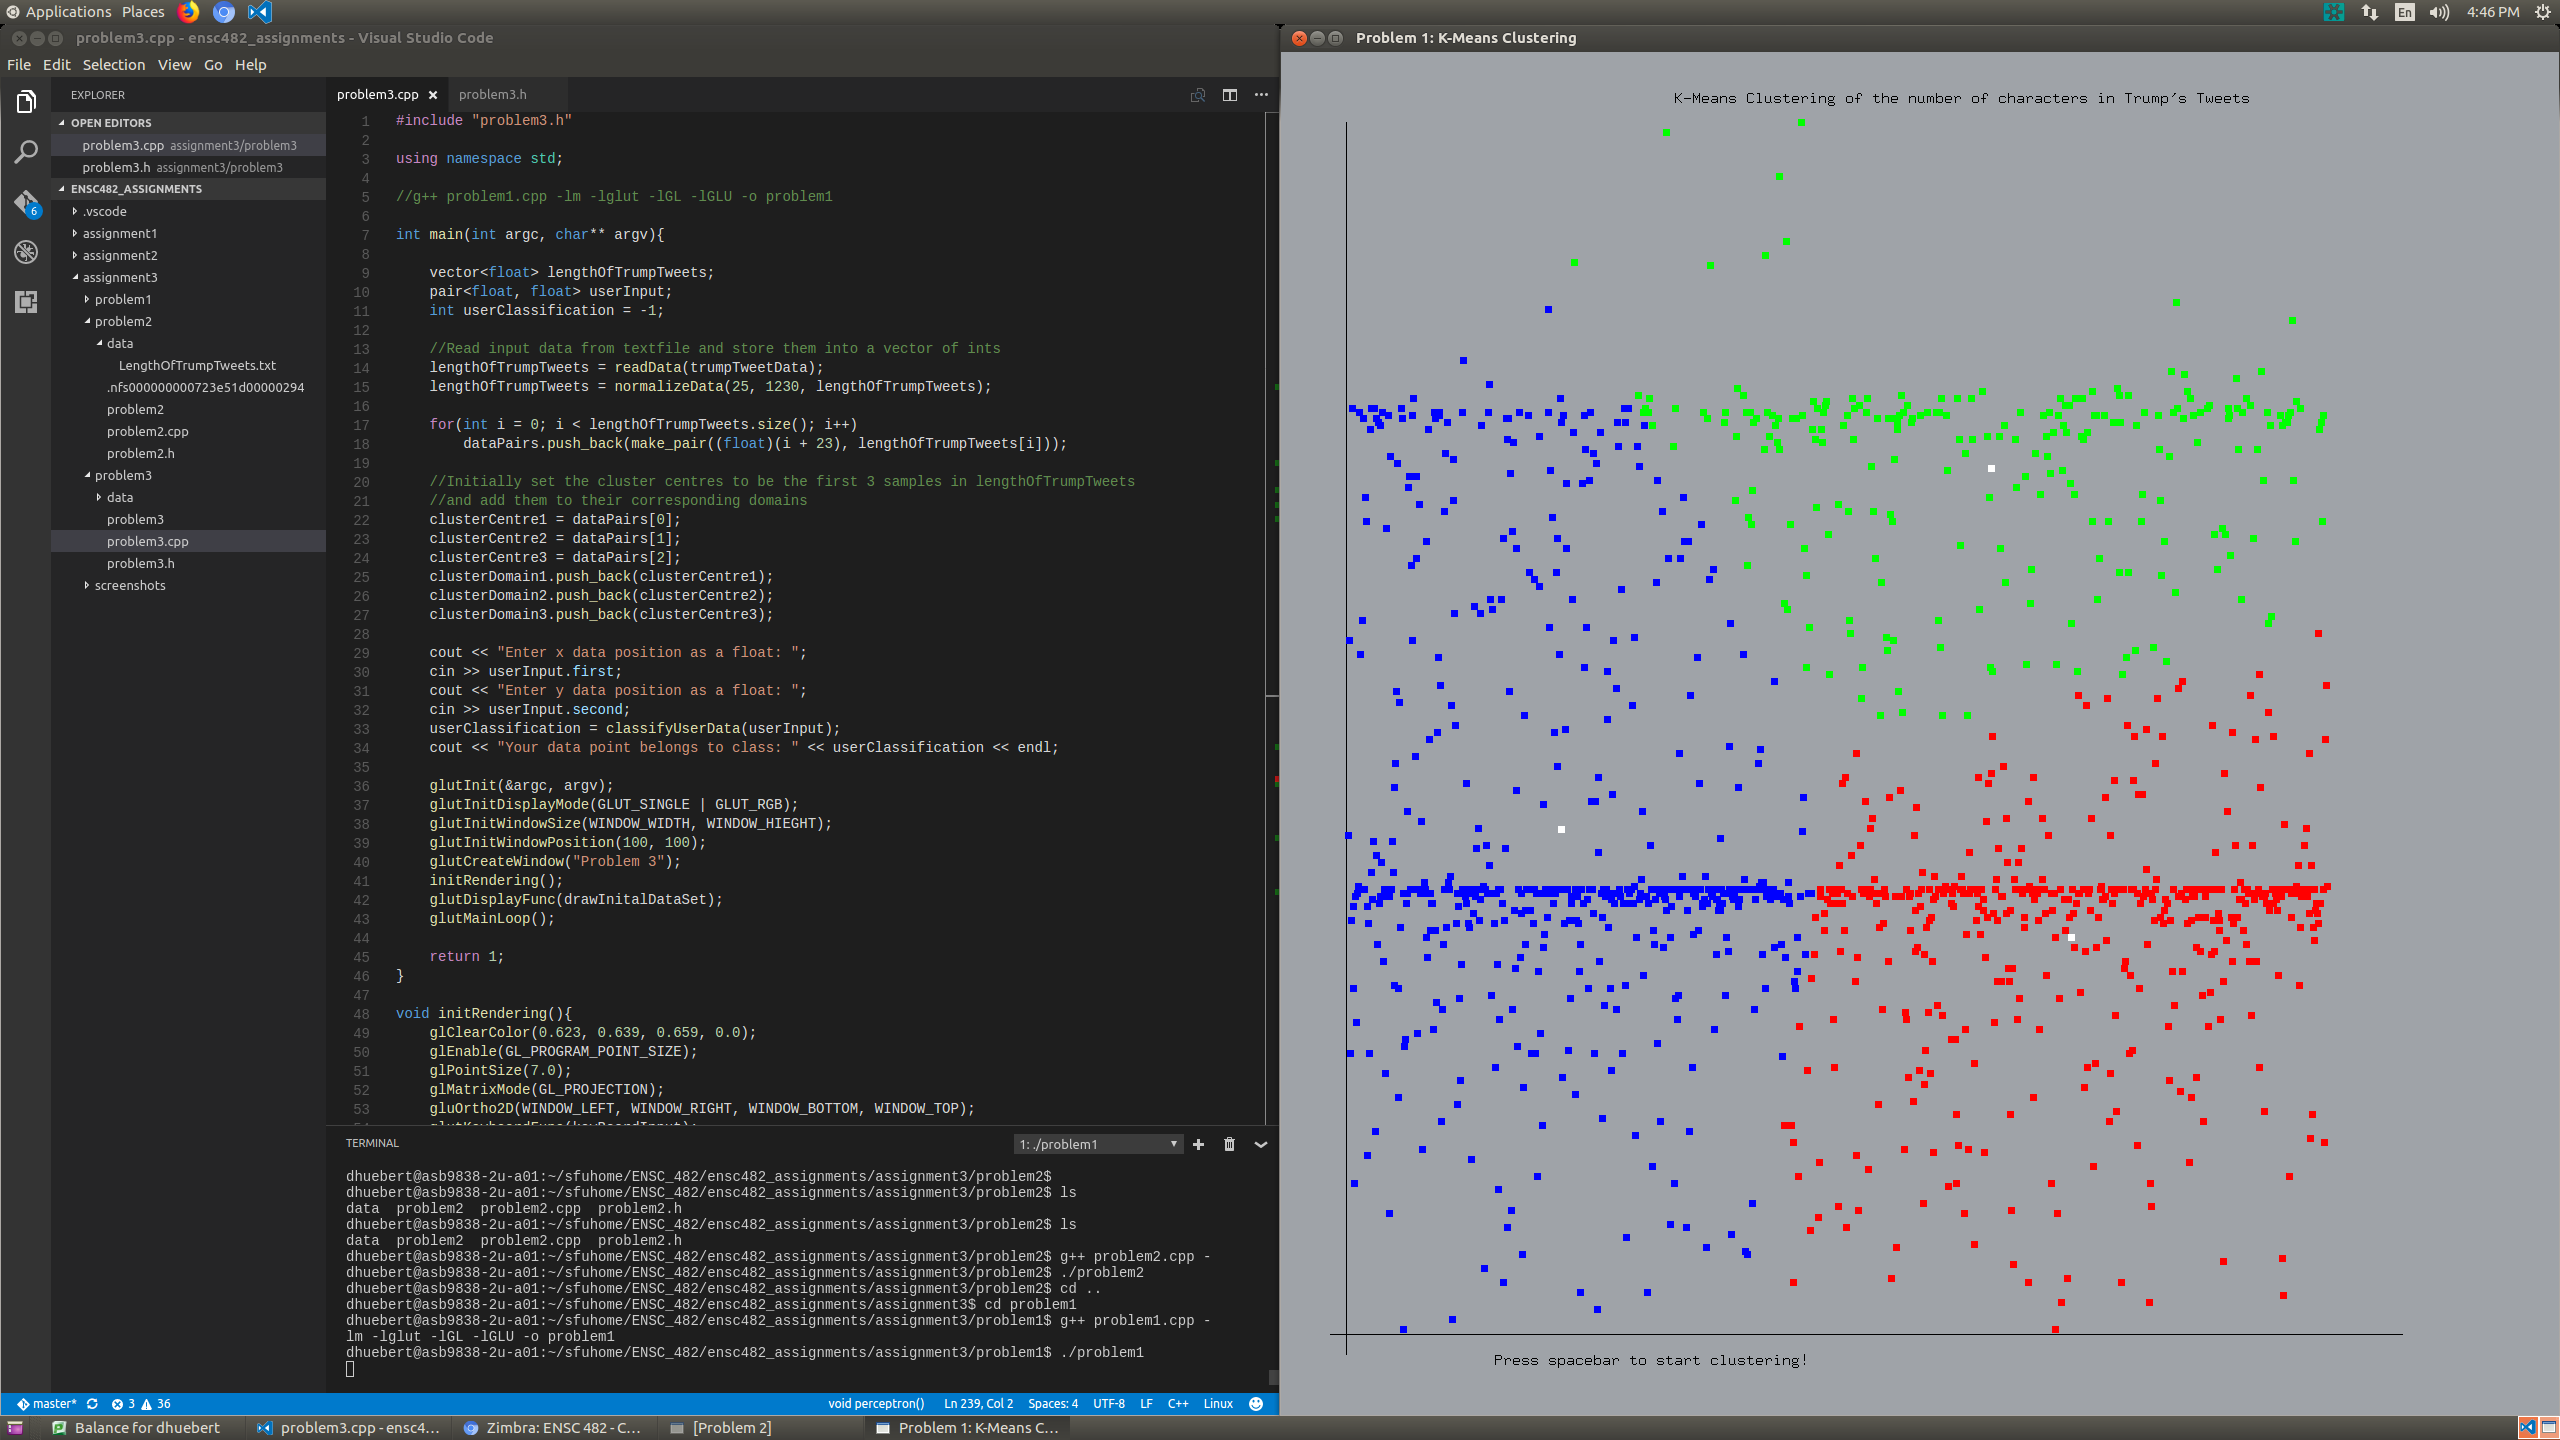 Applications Places
En 4:46 PM
problem3.cpp - ensc482_assignments - Visual Studio Code
File Edit Selection View Go Help
EXPLORER
OPEN EDITORS
problem3.cpp assignment3/problem3
problem3.h assignment3/problem3
ENSC482_ASSIGNMENTS
.vscode
assignment1
assignment2
assignment3
problem1
problem2
data
LengthOfTrumpTweets.txt
.nfs000000000723e51d00000294
problem2
problem2.cpp
problem2.h
problem3
data
problem3
problem3.cpp
problem3.h
screenshots
6
problem3.cpp problem3.h
1 #include "problem3.h"
2
3 using namespace std;
4
5 //g++ problem1.cpp -lm -lglut -lGL -lGLU -o problem1
6
7 int main(int argc, char** argv){
8
9 vector<float> lengthOfTrumpTweets;
10 pair<float, float> userInput;
11 int userClassification = -1;
12
13 //Read input data from textfile and store them into a vector of ints
14 lengthOfTrumpTweets = readData(trumpTweetData);
15 lengthOfTrumpTweets = normalizeData(25, 1230, lengthOfTrumpTweets);
16
17 for(int i = 0; i < lengthOfTrumpTweets.size(); i++)
18 dataPairs.push_back(make_pair((float)(i + 23), lengthOfTrumpTweets[i]));
19
20 //Initially set the cluster centres to be the first 3 samples in lengthOfTrumpTweets
21 //and add them to their corresponding domains
22 clusterCentre1 = dataPairs[0];
23 clusterCentre2 = dataPairs[1];
24 clusterCentre3 = dataPairs[2];
25 clusterDomain1.push_back(clusterCentre1);
26 clusterDomain2.push_back(clusterCentre2);
27 clusterDomain3.push_back(clusterCentre3);
28
29 cout << "Enter x data position as a float: ";
30 cin >> userInput.first;
31 cout << "Enter y data position as a float: ";
32 cin >> userInput.second;
33 userClassification = classifyUserData(userInput);
34 cout << "Your data point belongs to class: " << userClassification << endl;
35
36 glutInit(&argc, argv);
37 glutInitDisplayMode(GLUT_SINGLE | GLUT_RGB);
38 glutInitWindowSize(WINDOW_WIDTH, WINDOW_HIEGHT);
39 glutInitWindowPosition(100, 100);
40 glutCreateWindow("Problem 3");
41 initRendering();
42 glutDisplayFunc(drawInitalDataSet);
43 glutMainLoop();
44
45 return 1;
46 }
47
48 void initRendering(){
49 glClearColor(0.623, 0.639, 0.659, 0.0);
50 glEnable(GL_PROGRAM_POINT_SIZE);
51 glPointSize(7.0);
52 glMatrixMode(GL_PROJECTION);
53 gluOrtho2D(WINDOW_LEFT, WINDOW_RIGHT, WINDOW_BOTTOM, WINDOW_TOP);
TERMINAL
1: ./problem1
dhuebert@asb9838-2u-a01:~/sfuhome/ENSC_482/ensc482_assignments/assignment3/problem2$
dhuebert@asb9838-2u-a01:~/sfuhome/ENSC_482/ensc482_assignments/assignment3/problem2$ ls
data problem2 problem2.cpp problem2.h
dhuebert@asb9838-2u-a01:~/sfuhome/ENSC_482/ensc482_assignments/assignment3/problem2$ ls
data problem2 problem2.cpp problem2.h
dhuebert@asb9838-2u-a01:~/sfuhome/ENSC_482/ensc482_assignments/assignment3/problem2$ g++ problem2.cpp -
dhuebert@asb9838-2u-a01:~/sfuhome/ENSC_482/ensc482_assignments/assignment3/problem2$ ./problem2
dhuebert@asb9838-2u-a01:~/sfuhome/ENSC_482/ensc482_assignments/assignment3/problem2$ cd ..
dhuebert@asb9838-2u-a01:~/sfuhome/ENSC_482/ensc482_assignments/assignment3$ cd problem1
dhuebert@asb9838-2u-a01:~/sfuhome/ENSC_482/ensc482_assignments/assignment3/problem1$ g++ problem1.cpp -
lm -lglut -lGL -lGLU -o problem1
dhuebert@asb9838-2u-a01:~/sfuhome/ENSC_482/ensc482_assignments/assignment3/problem1$ ./problem1
master* 3 36 void perceptron() Ln 239, Col 2 Spaces: 4 UTF-8 LF C++ Linux
Problem 1: K-Means Clustering
K-Means Clustering of the number of characters in Trump's Tweets
Press spacebar to start clustering!
Balance for dhuebert problem3.cpp - ensc4... Zimbra: ENSC 482 - C... [Problem 2] Problem 1: K-Means C...